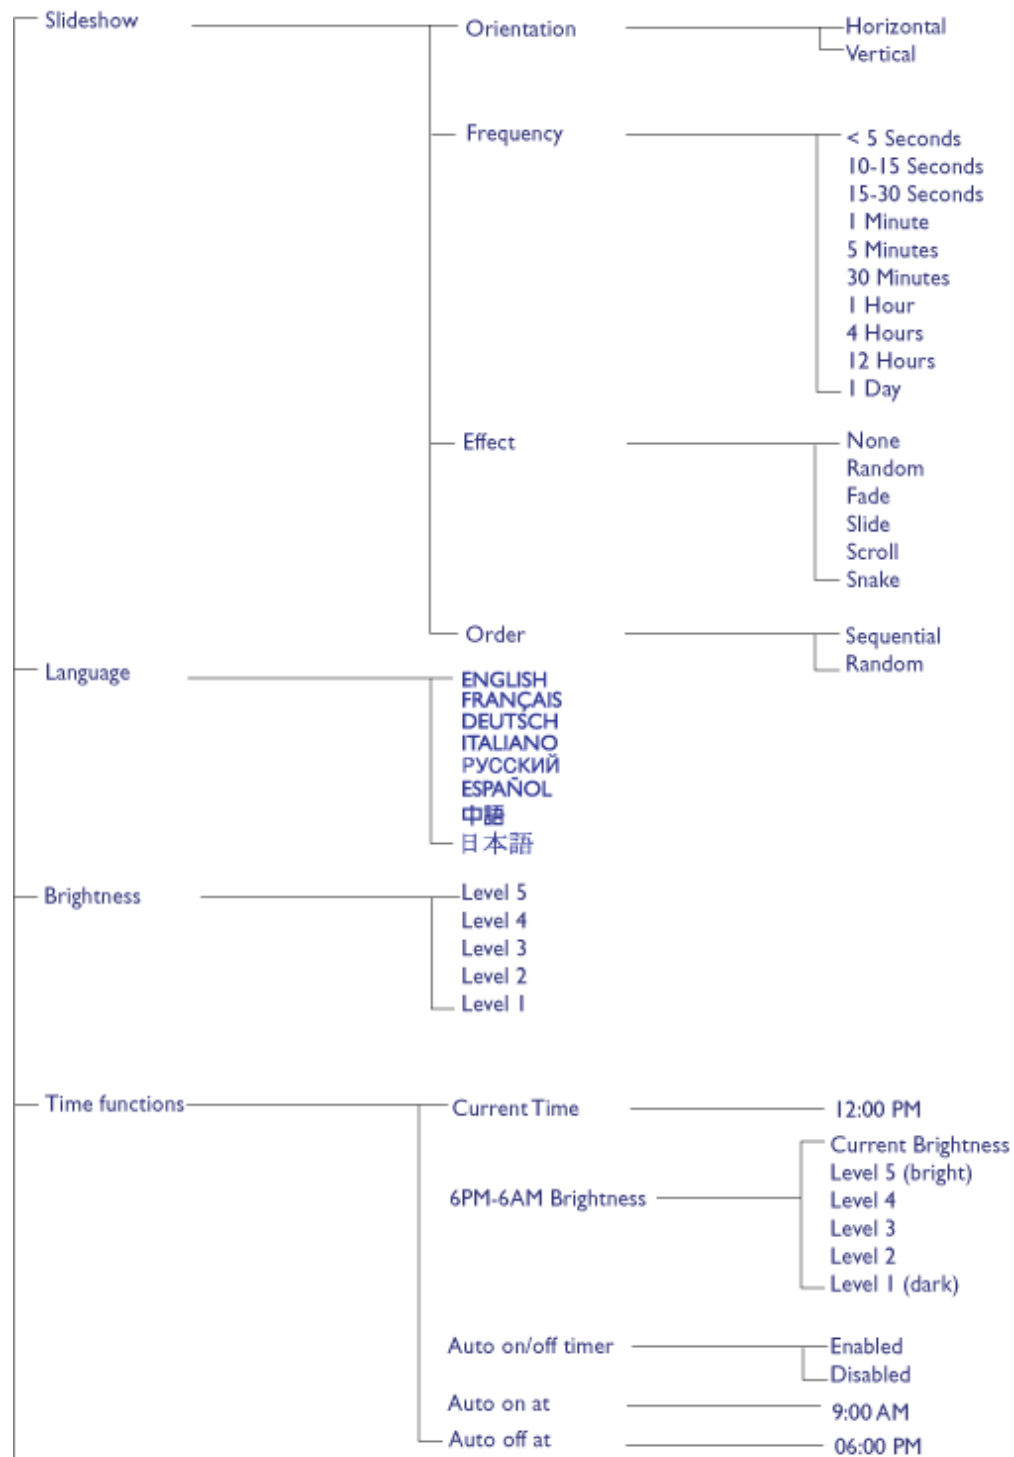 Slideshow
Orientation
Horizontal
Vertical
Frequency
< 5 Seconds
10-15 Seconds
15-30 Seconds
1 Minute
5 Minutes
30 Minutes
1 Hour
4 Hours
12 Hours
1 Day
Effect
None
Random
Fade
Slide
Scroll
Snake
Order
Sequential
Random
Language
ENGLISH
FRANÇAIS
DEUTSCH
ITALIANO
РУССКИЙ
ESPAÑOL
中語
日本語
Brightness
Level 5
Level 4
Level 3
Level 2
Level 1
Time functions
Current Time
12:00 PM
6PM-6AM Brightness
Current Brightness
Level 5 (bright)
Level 4
Level 3
Level 2
Level 1 (dark)
Auto on/off timer
Enabled
Disabled
Auto on at
9:00 AM
Auto off at
06:00 PM